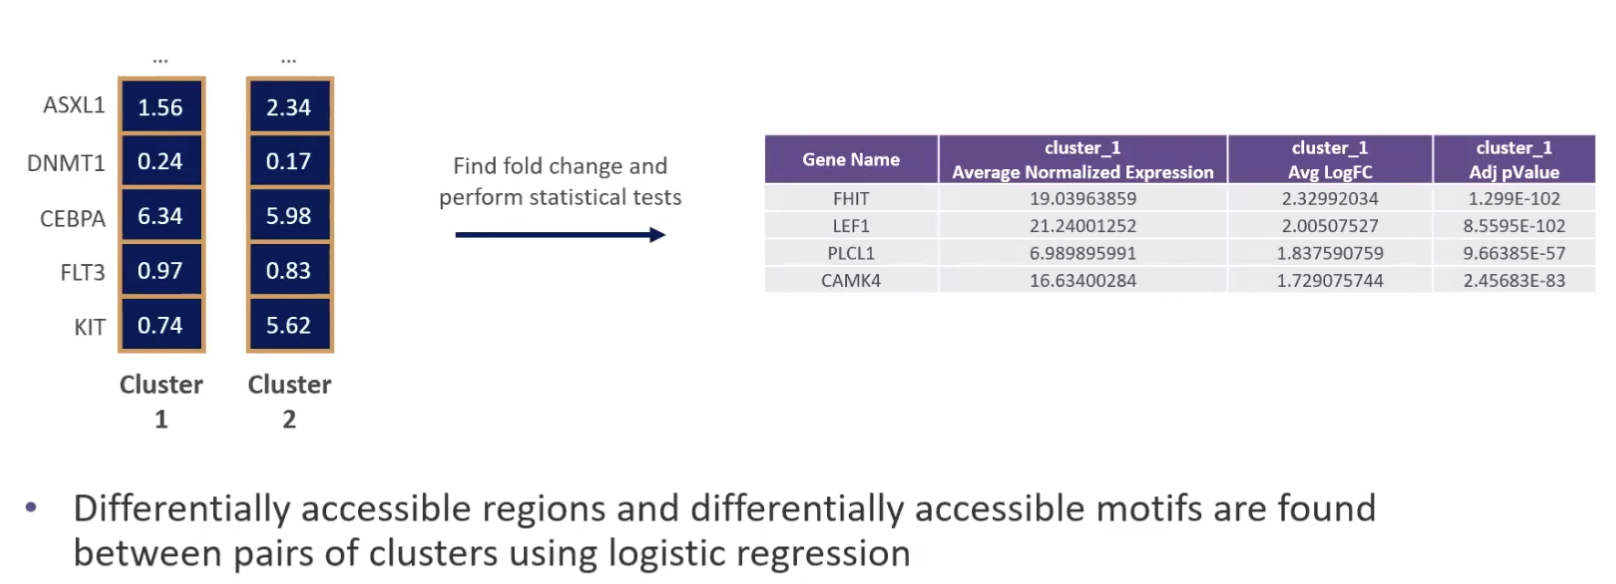 ... ...
ASXL1 1.56 2.34
DNMT1 0.24 0.17
CEBPA 6.34 5.98
FLT3 0.97 0.83
KIT 0.74 5.62
Cluster Cluster
1 2
Find fold change and
perform statistical tests
Gene Name cluster_1 Average Normalized Expression cluster_1 Avg LogFC cluster_1 Adj pValue
FHIT 19.03963859 2.32992034 1.299E-102
LEF1 21.24001252 2.00507527 8.5595E-102
PLCL1 6.989895991 1.837590759 9.66385E-57
CAMK4 16.63400284 1.729075744 2.45683E-83
• Differentially accessible regions and differentially accessible motifs are found
between pairs of clusters using logistic regression